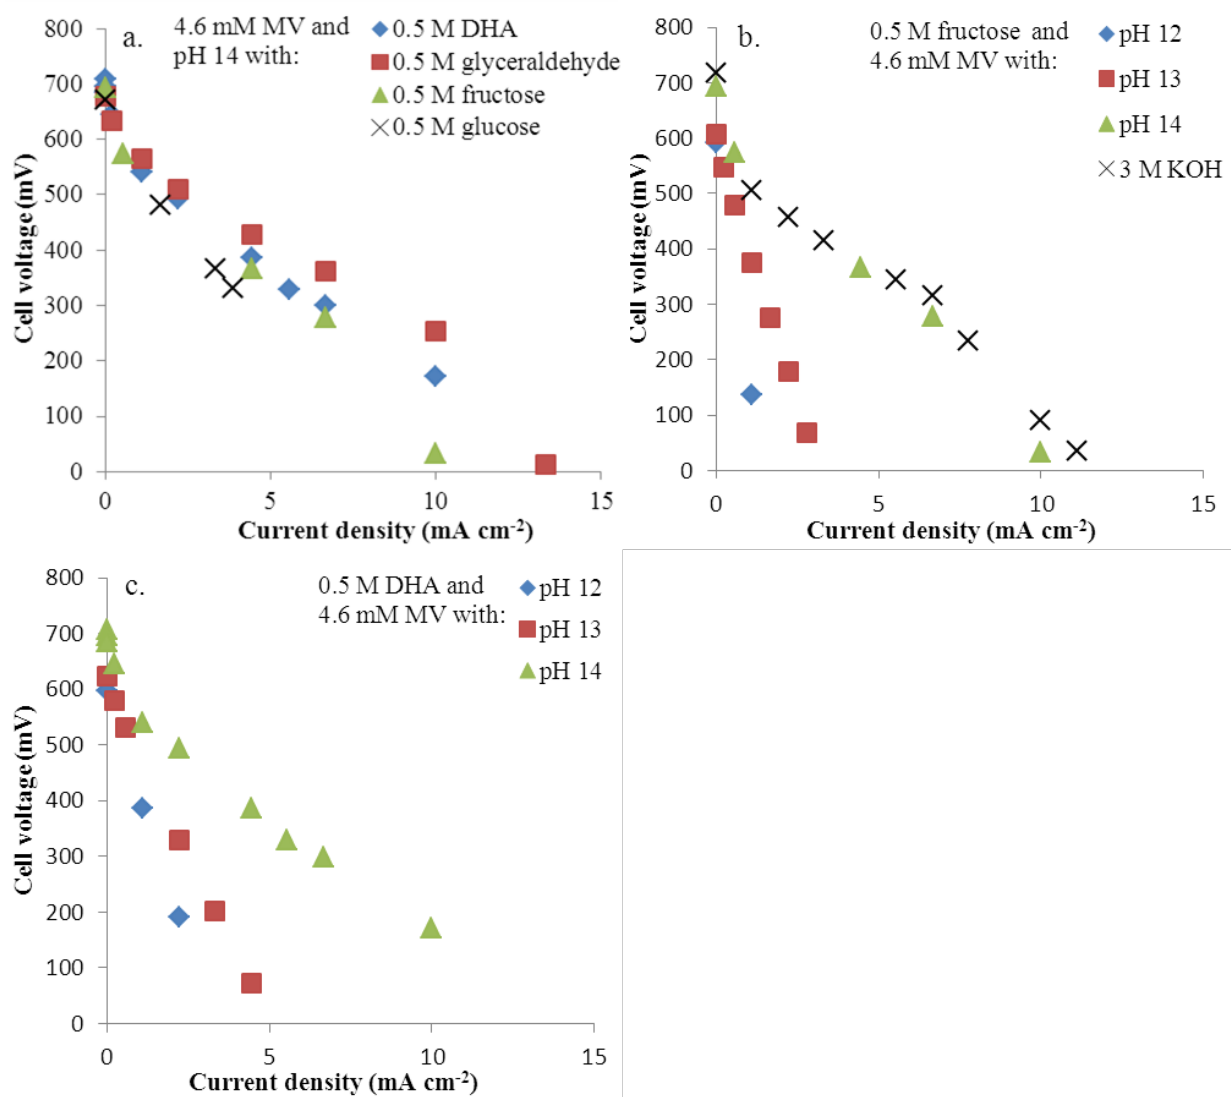 a.
4.6 mM MV and
pH 14 with:
0.5 M DHA
0.5 M glyceraldehyde
0.5 M fructose
0.5 M glucose
Cell voltage (mV)
800
700
600
500
400
300
200
100
0
0 5 10 15
Current density (mA cm-2)
b.
0.5 M fructose and
4.6 mM MV with:
pH 12
pH 13
pH 14
3 M KOH
Cell voltage (mV)
800
700
600
500
400
300
200
100
0
0 5 10 15
Current density (mA cm-2)
c.
0.5 M DHA and
4.6 mM MV with:
pH 12
pH 13
pH 14
Cell voltage (mV)
800
700
600
500
400
300
200
100
0
0 5 10 15
Current density (mA cm-2)